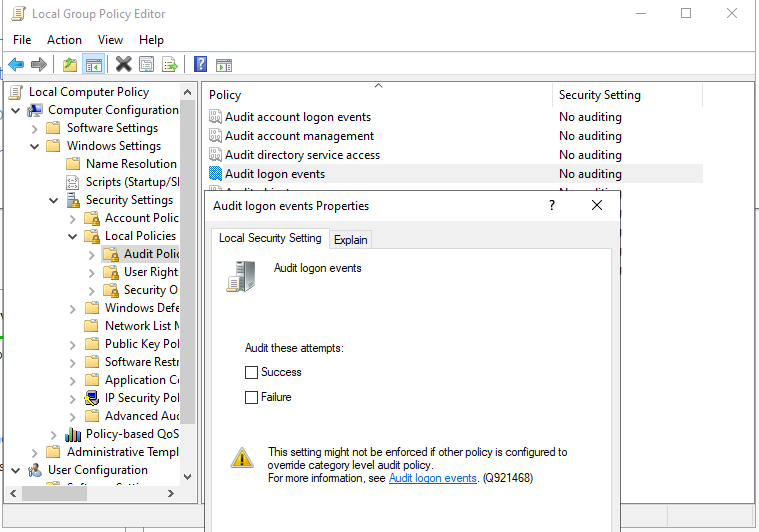 Local Group Policy Editor
File Action View Help
Local Computer Policy
Computer Configuration
Software Settings
Windows Settings
Name Resolution
Scripts (Startup/Sh
Security Settings
Account Polic
Local Policies
Audit Polic
User Rights
Security O
Windows Defe
Network List M
Public Key Pol
Software Restr
Application Co
IP Security Pol
Advanced Aud
Policy-based QoS
Administrative Templ
User Configuration
Policy Security Setting
Audit account logon events No auditing
Audit account management No auditing
Audit directory service access No auditing
Audit logon events No auditing
No auditing
Audit logon events Properties
Local Security Setting Explain
Audit logon events
Audit these attempts:
Success
Failure
This setting might not be enforced if other policy is configured to
override category level audit policy.
For more information, see Audit logon events. (Q921468)